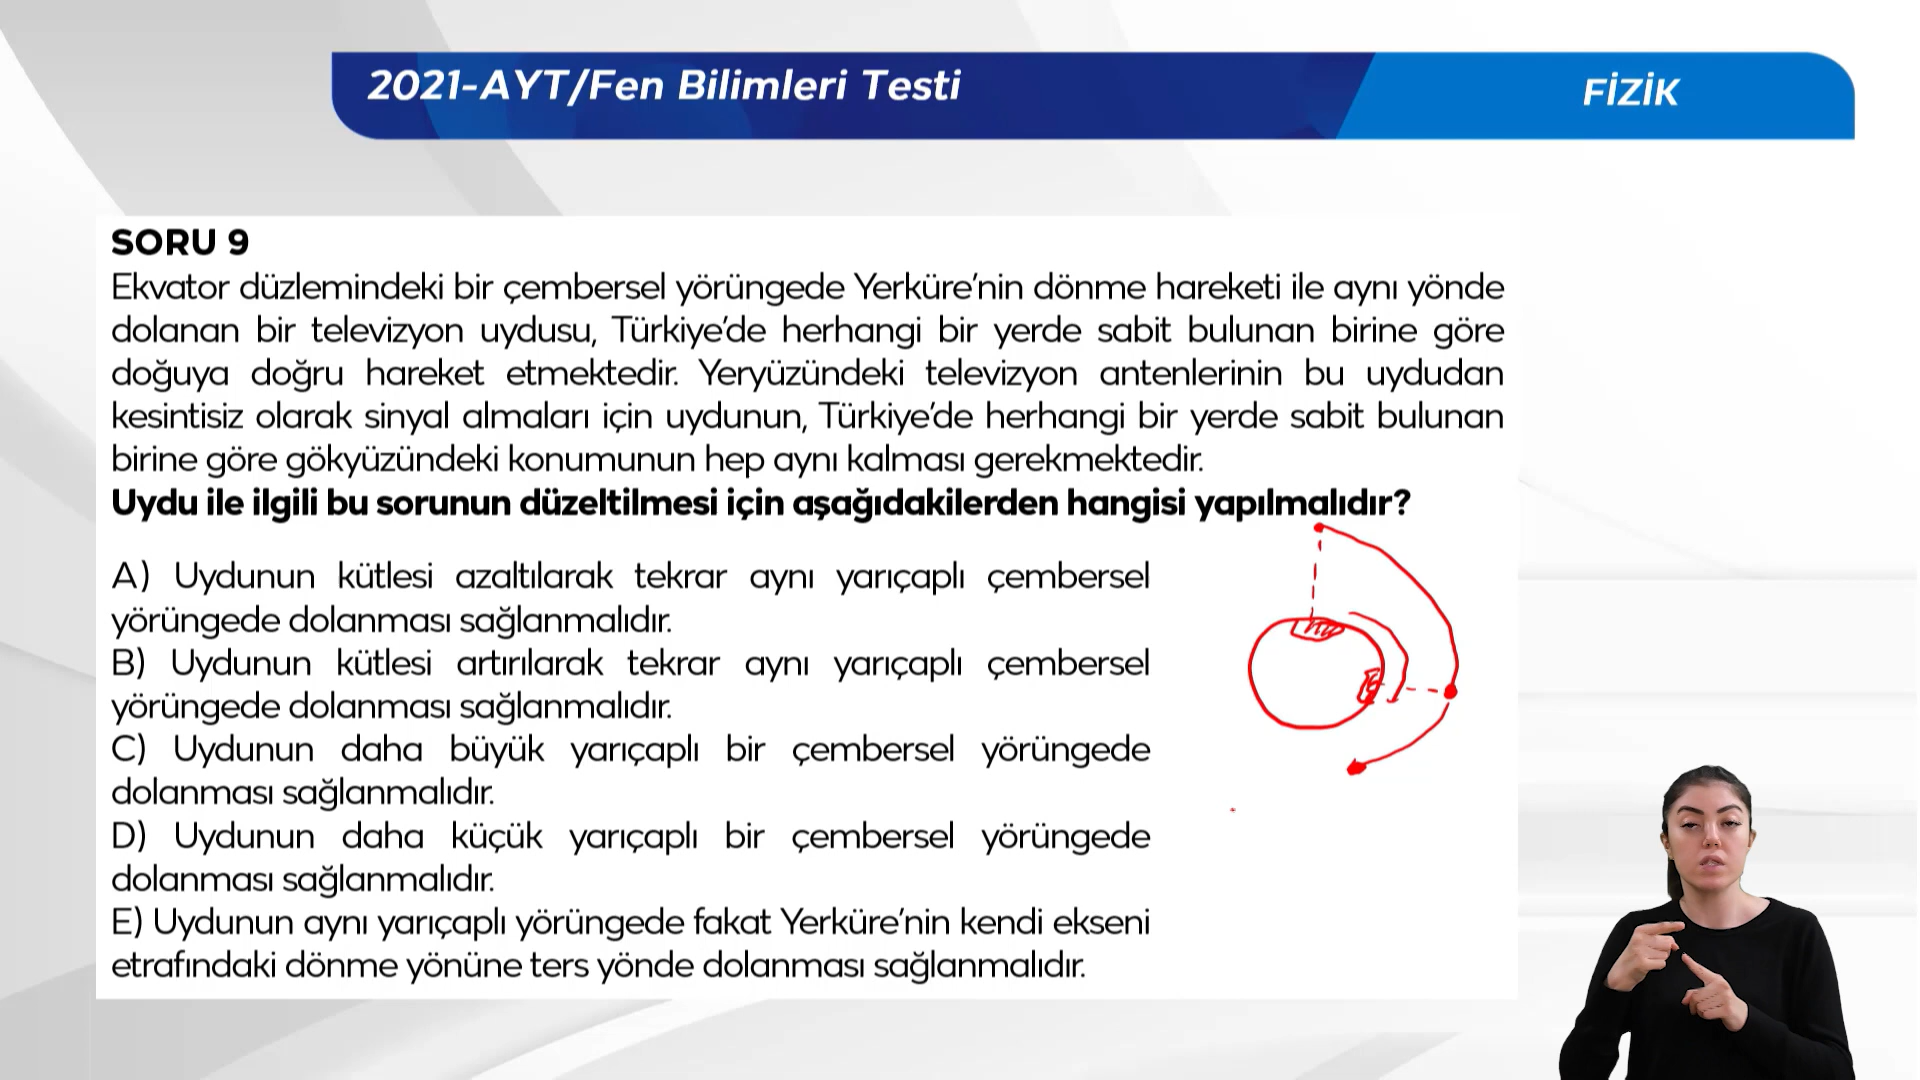 2021-AYT/Fen Bilimleri Testi
FİZİK
SORU 9
Ekvator düzlemindeki bir çembersel yörüngede Yerküre’nin dönme hareketi ile aynı yönde
dolanan bir televizyon uydusu, Türkiye’de herhangi bir yerde sabit bulunan birine göre
doğuya doğru hareket etmektedir. Yeryüzündeki televizyon antenlerinin bu uydudan
kesintisiz olarak sinyal almaları için uydunun, Türkiye’de herhangi bir yerde sabit bulunan
birine göre gökyüzündeki konumunun hep aynı kalması gerekmektedir.
Uydu ile ilgili bu sorunun düzeltilmesi için aşağıdakilerden hangisi yapılmalıdır?
A) Uydunun kütlesi azaltılarak tekrar aynı yarıçaplı çembersel
yörüngede dolanması sağlanmalıdır.
B) Uydunun kütlesi artırılarak tekrar aynı yarıçaplı çembersel
yörüngede dolanması sağlanmalıdır.
C) Uydunun daha büyük yarıçaplı bir çembersel yörüngede
dolanması sağlanmalıdır.
D) Uydunun daha küçük yarıçaplı bir çembersel yörüngede
dolanması sağlanmalıdır.
E) Uydunun aynı yarıçaplı yörüngede fakat Yerküre’nin kendi ekseni
etrafındaki dönme yönüne ters yönde dolanması sağlanmalıdır.